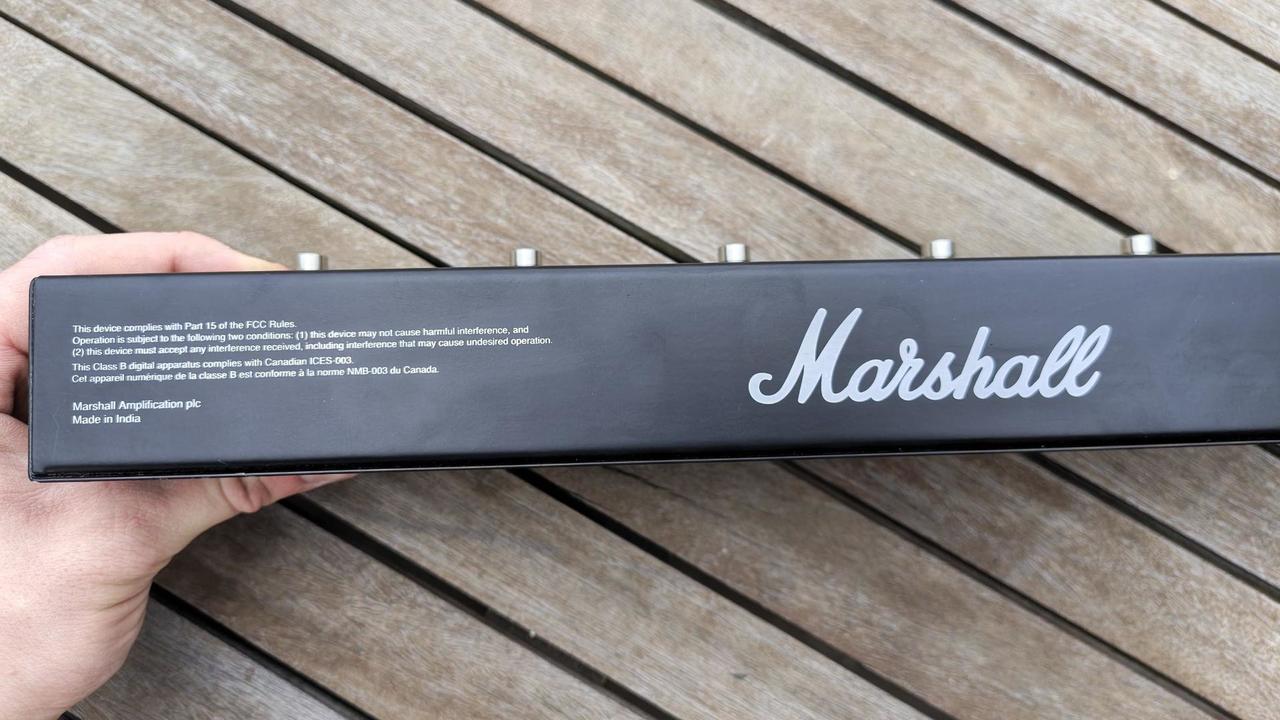 This device complies with Part 15 of the FCC Rules.
Operation is subject to the following two conditions: (1) this device may not cause harmful interference, and
(2) this device must accept any interference received, including interference that may cause undesired operation.
This Class B digital apparatus complies with Canadian ICES-003.
Cet appareil numérique de la classe B est conforme à la norme NMB-003 du Canada.
Marshall Amplification plc
Made in India
Marshall